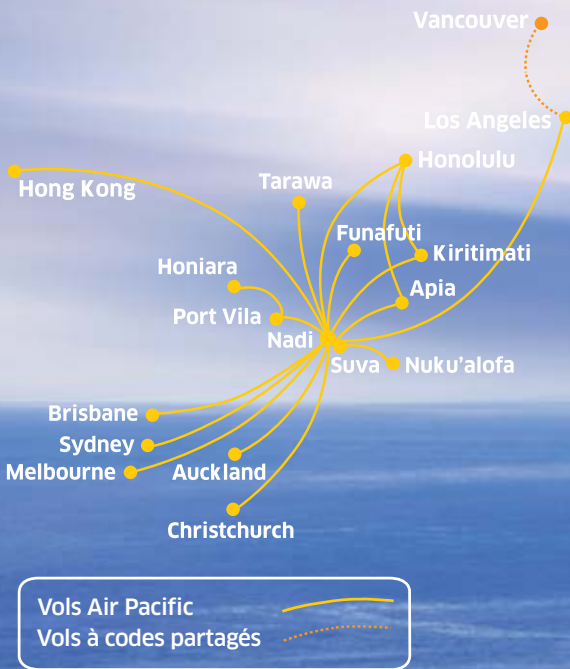 Vancouver
Los Angeles
Honolulu
Hong Kong
Tarawa
Funafuti
Kiritimati
Honiara
Apia
Port Vila
Nadi
Suva
Nuku'alofa
Brisbane
Sydney
Melbourne
Auckland
Christchurch
Vols Air Pacific
Vols à codes partagés